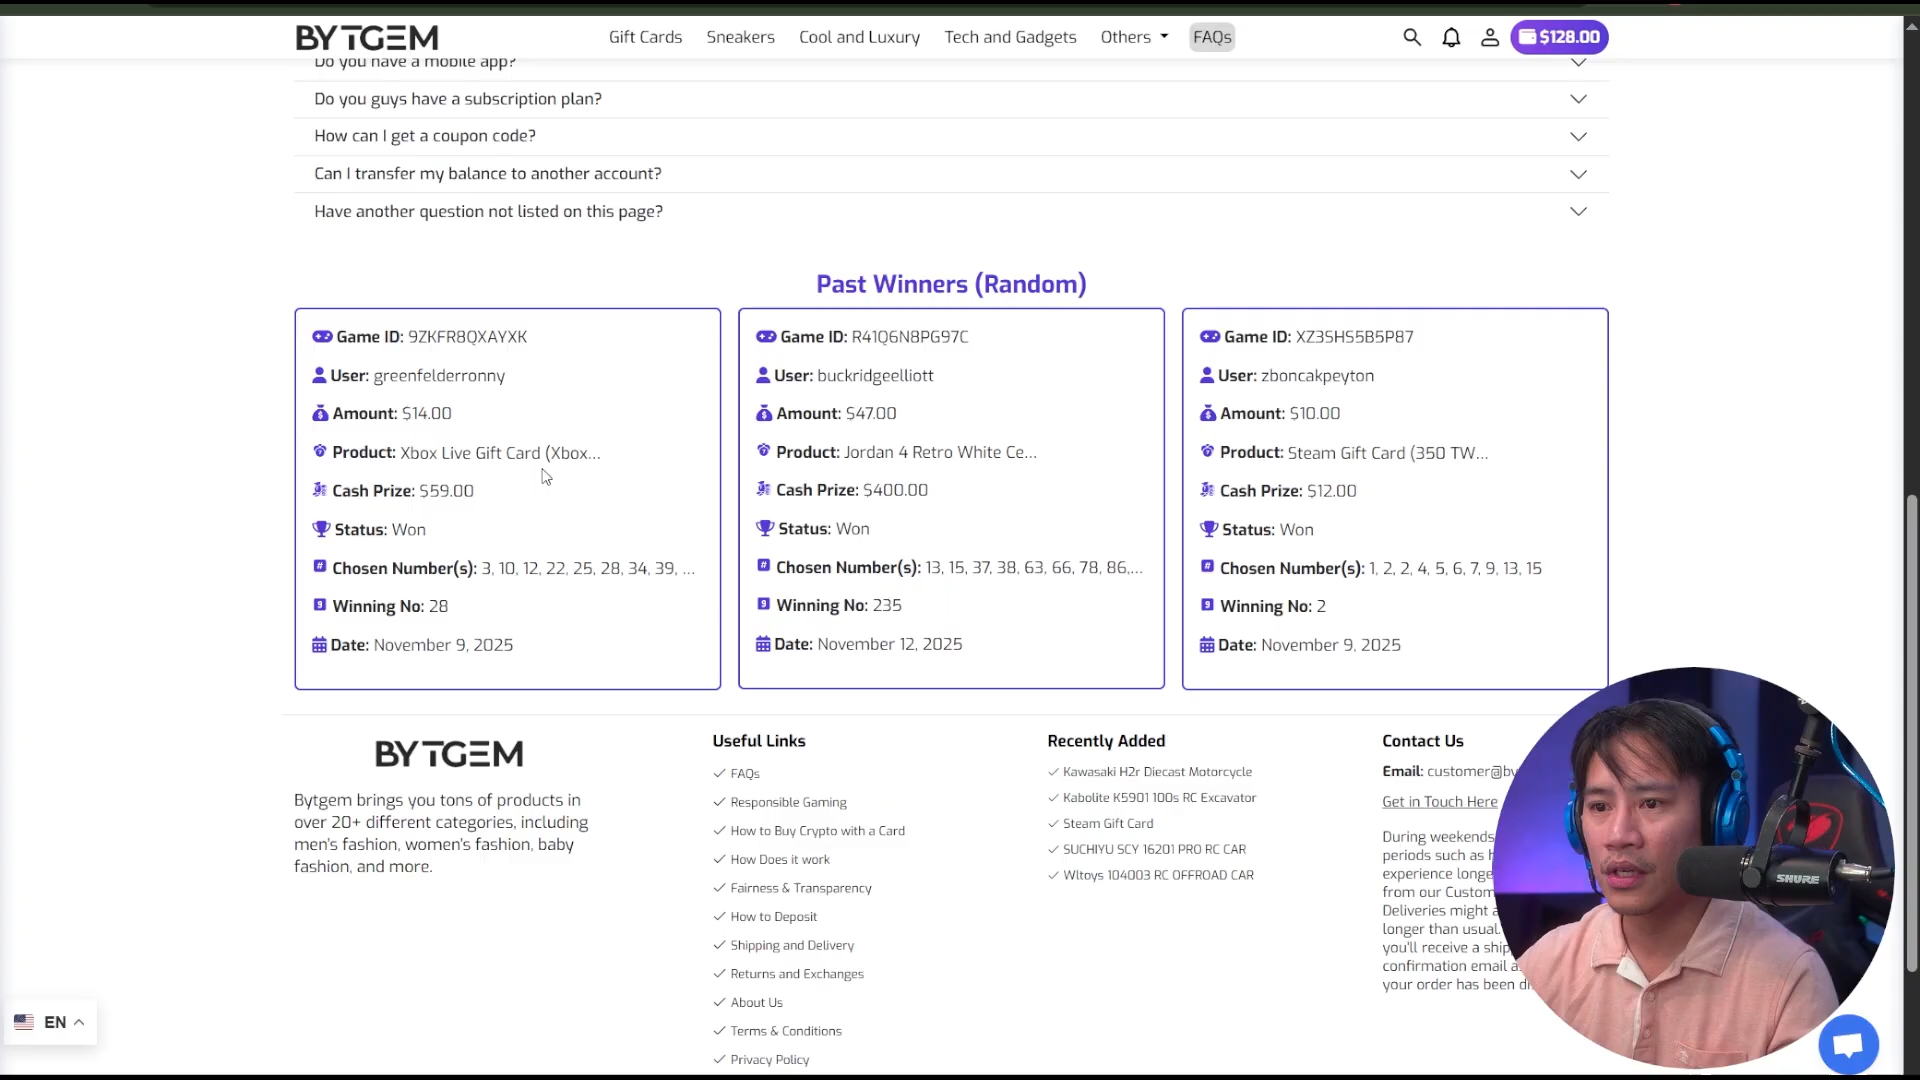 BYTGEM
Gift Cards
Sneakers
Cool and Luxury
Tech and Gadgets
Others
FAQs
$128.00
Do you have a mobile app?
Do you guys have a subscription plan?
How can I get a coupon code?
Can I transfer my balance to another account?
Have another question not listed on this page?
Past Winners (Random)
Game ID: 9ZKFR8QXAYXK
User: greenfelderronny
Amount: $14.00
Product: Xbox Live Gift Card (Xbox...
Cash Prize: $59.00
Status: Won
Chosen Number(s): 3, 10, 12, 22, 25, 28, 34, 39, ...
Winning No: 28
Date: November 9, 2025
Game ID: R41Q6N8PG97C
User: buckridgeelliott
Amount: $47.00
Product: Jordan 4 Retro White Ce...
Cash Prize: $400.00
Status: Won
Chosen Number(s): 13, 15, 37, 38, 63, 66, 78, 86,...
Winning No: 235
Date: November 12, 2025
Game ID: XZ3SHS5B5P87
User: zboncakpeyton
Amount: $10.00
Product: Steam Gift Card (350 TW...
Cash Prize: $12.00
Status: Won
Chosen Number(s): 1, 2, 2, 4, 5, 6, 7, 9, 13, 15
Winning No: 2
Date: November 9, 2025
BYTGEM
Bytgem brings you tons of products in
over 20+ different categories, including
men's fashion, women's fashion, baby
fashion, and more.
Useful Links
FAQs
Responsible Gaming
How to Buy Crypto with a Card
How Does it work
Fairness & Transparency
How to Deposit
Shipping and Delivery
Returns and Exchanges
About Us
Terms & Conditions
Privacy Policy
Recently Added
Kawasaki H2r Diecast Motorcycle
Kabolite K5901 100s RC Excavator
Steam Gift Card
SUCHIYU SCY 16201 PRO RC CAR
Wltoys 104003 RC OFFROAD CAR
Contact Us
Email: customer@by
Get in Touch Here
During weekends
periods such as
experience longe
from our Custom
Deliveries might a
longer than usual.
you'll receive a ship
confirmation email a
your order has been di
SHURE
EN